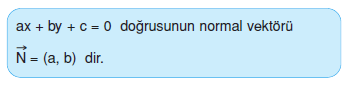 ax + by + c = 0 doğrusunun normal vektörü
N⃗ = (a, b) dir.